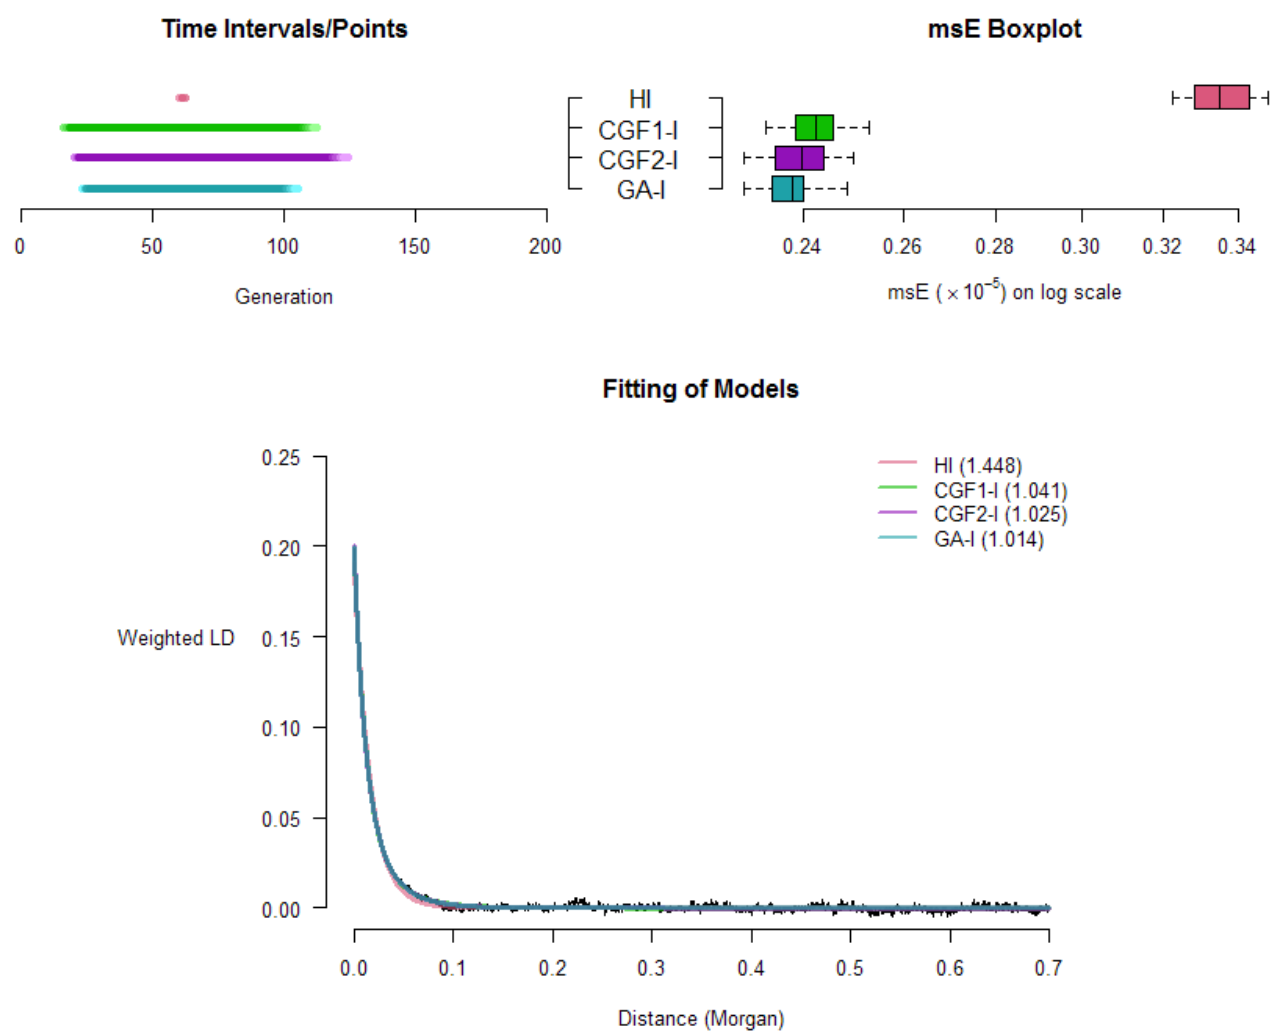 Time Intervals/Points
msE Boxplot
HI
CGF1-I
CGF2-I
GA-I
0 50 100 150 200
0.24 0.26 0.28 0.30 0.32 0.34
Generation
msE (×10⁻⁵) on log scale
Fitting of Models
0.25
0.20
0.15
0.10
0.05
0.00
Weighted LD
HI (1.448)
CGF1-I (1.041)
CGF2-I (1.025)
GA-I (1.014)
0.0 0.1 0.2 0.3 0.4 0.5 0.6 0.7
Distance (Morgan)